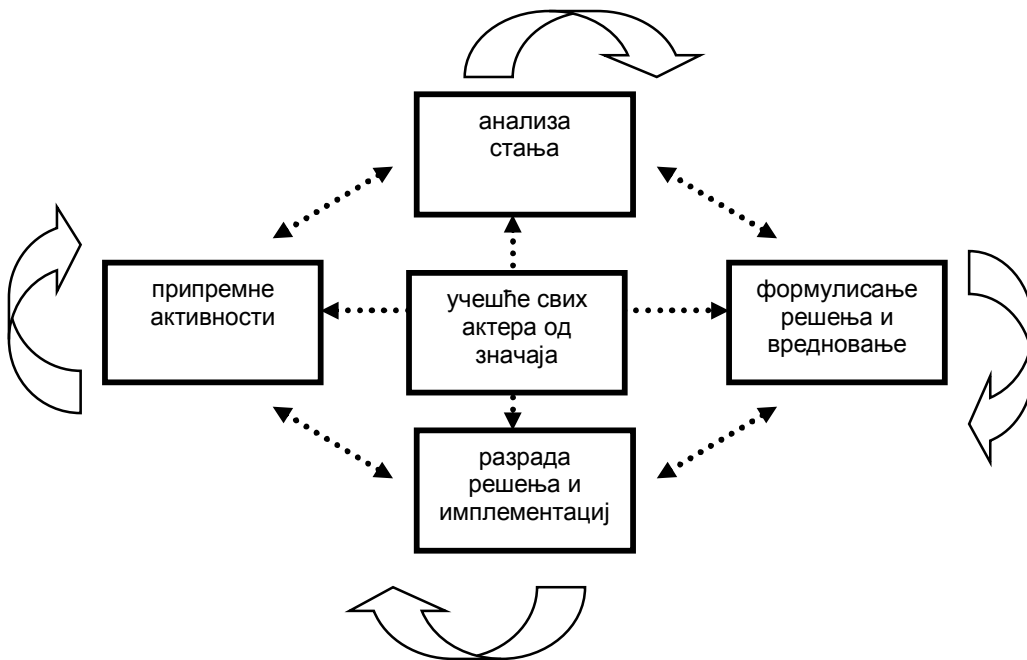 анализа
стања
припремне
активности
учешће свих
актера од
значаја
формулисање
решења и
вредновање
разрада
решења и
имплементациј